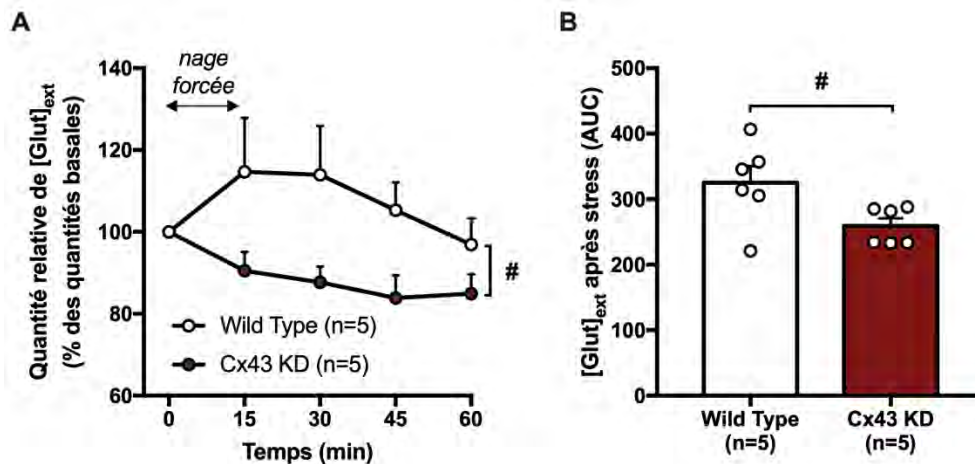 A
Quantité relative de [Glut]ext
(% des quantités basales)
140
120
100
80
60
nage
forcée
Wild Type (n=5)
Cx43 KD (n=5)
#
0 15 30 45 60
Temps (min)
B
[Glut]ext après stress (AUC)
500
400
300
200
100
0
#
Wild Type
(n=5)
Cx43 KD
(n=5)